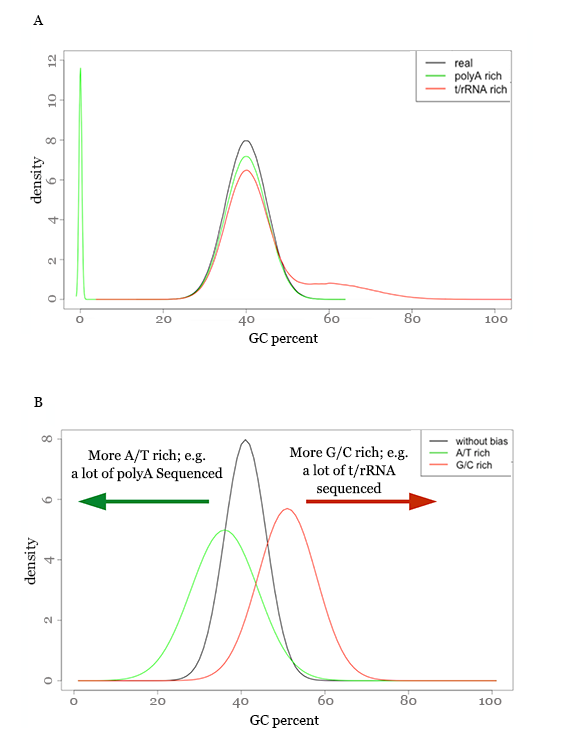 A
real
polyA rich
t/rRNA rich
density
12
10
8
6
4
2
0
0 20 40 60 80 100
GC percent
B
without bias
A/T rich
G/C rich
More A/T rich; e.g.
a lot of polyA Sequenced
More G/C rich; e.g.
a lot of t/rRNA
sequenced
density
8
6
4
2
0
0 20 40 60 80 100
GC percent